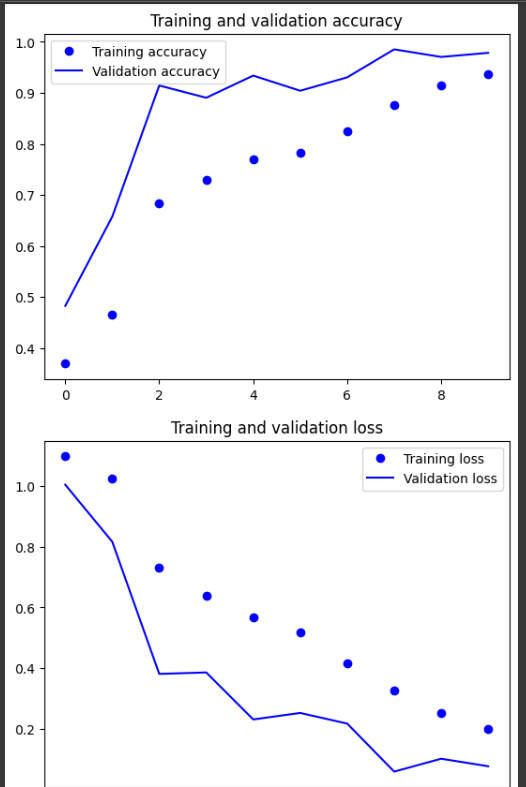 Training and validation accuracy
Training accuracy
Validation accuracy
1.0
0.9
0.8
0.7
0.6
0.5
0.4
0 2 4 6 8
Training and validation loss
Training loss
Validation loss
1.0
0.8
0.6
0.4
0.2